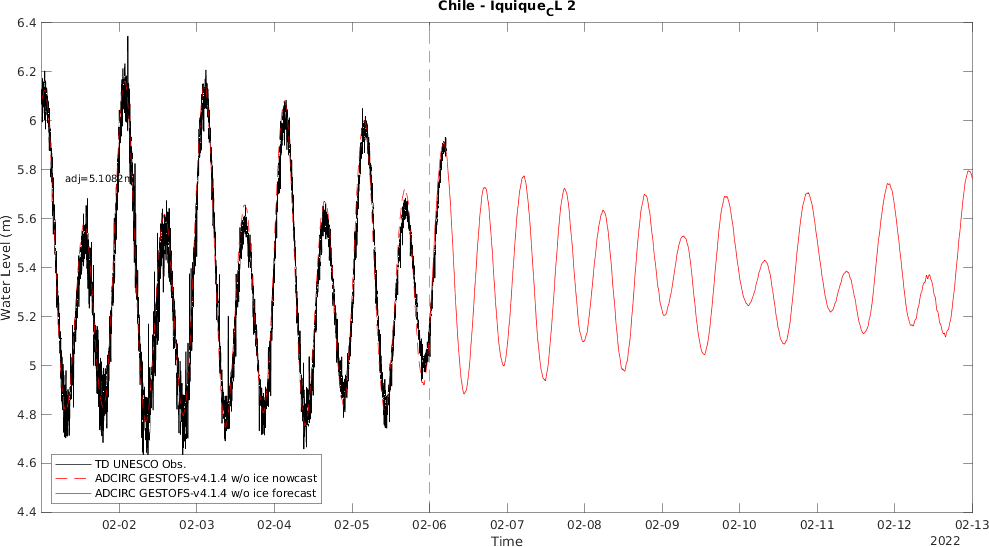 Chile - Iquique_CL 2
6.4
6.2
6
5.8
5.6
5.4
5.2
5
4.8
4.6
4.4
Water Level (m)
adj=5.1082m
TD UNESCO Obs.
ADCIRC GESTOFS-v4.1.4 w/o ice nowcast
ADCIRC GESTOFS-v4.1.4 w/o ice forecast
02-02 02-03 02-04 02-05 02-06 02-07 02-08 02-09 02-10 02-11 02-12 02-13
Time
2022